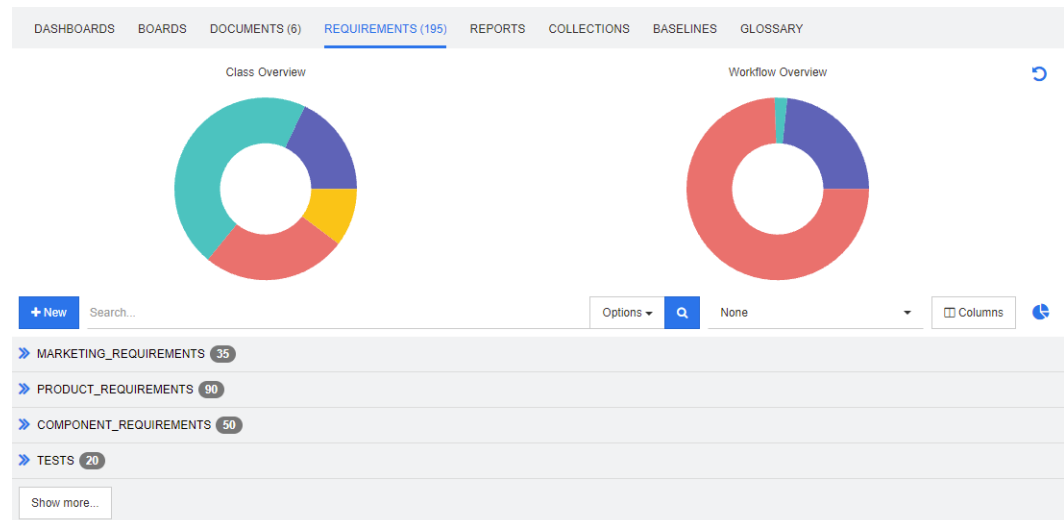 DASHBOARDS BOARDS DOCUMENTS (6) REQUIREMENTS (195) REPORTS COLLECTIONS BASELINES GLOSSARY
Class Overview Workflow Overview
+ New Search... Options None Columns
MARKETING_REQUIREMENTS 35
PRODUCT_REQUIREMENTS 90
COMPONENT_REQUIREMENTS 50
TESTS 20
Show more...